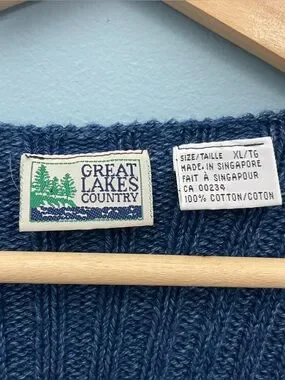 GREAT
LAKES
COUNTRY
SIZE/TAILLE XL/TG
MADE IN SINGAPORE
FAIT À SINGAPOUR
CA 00234
100% COTTON/COTON